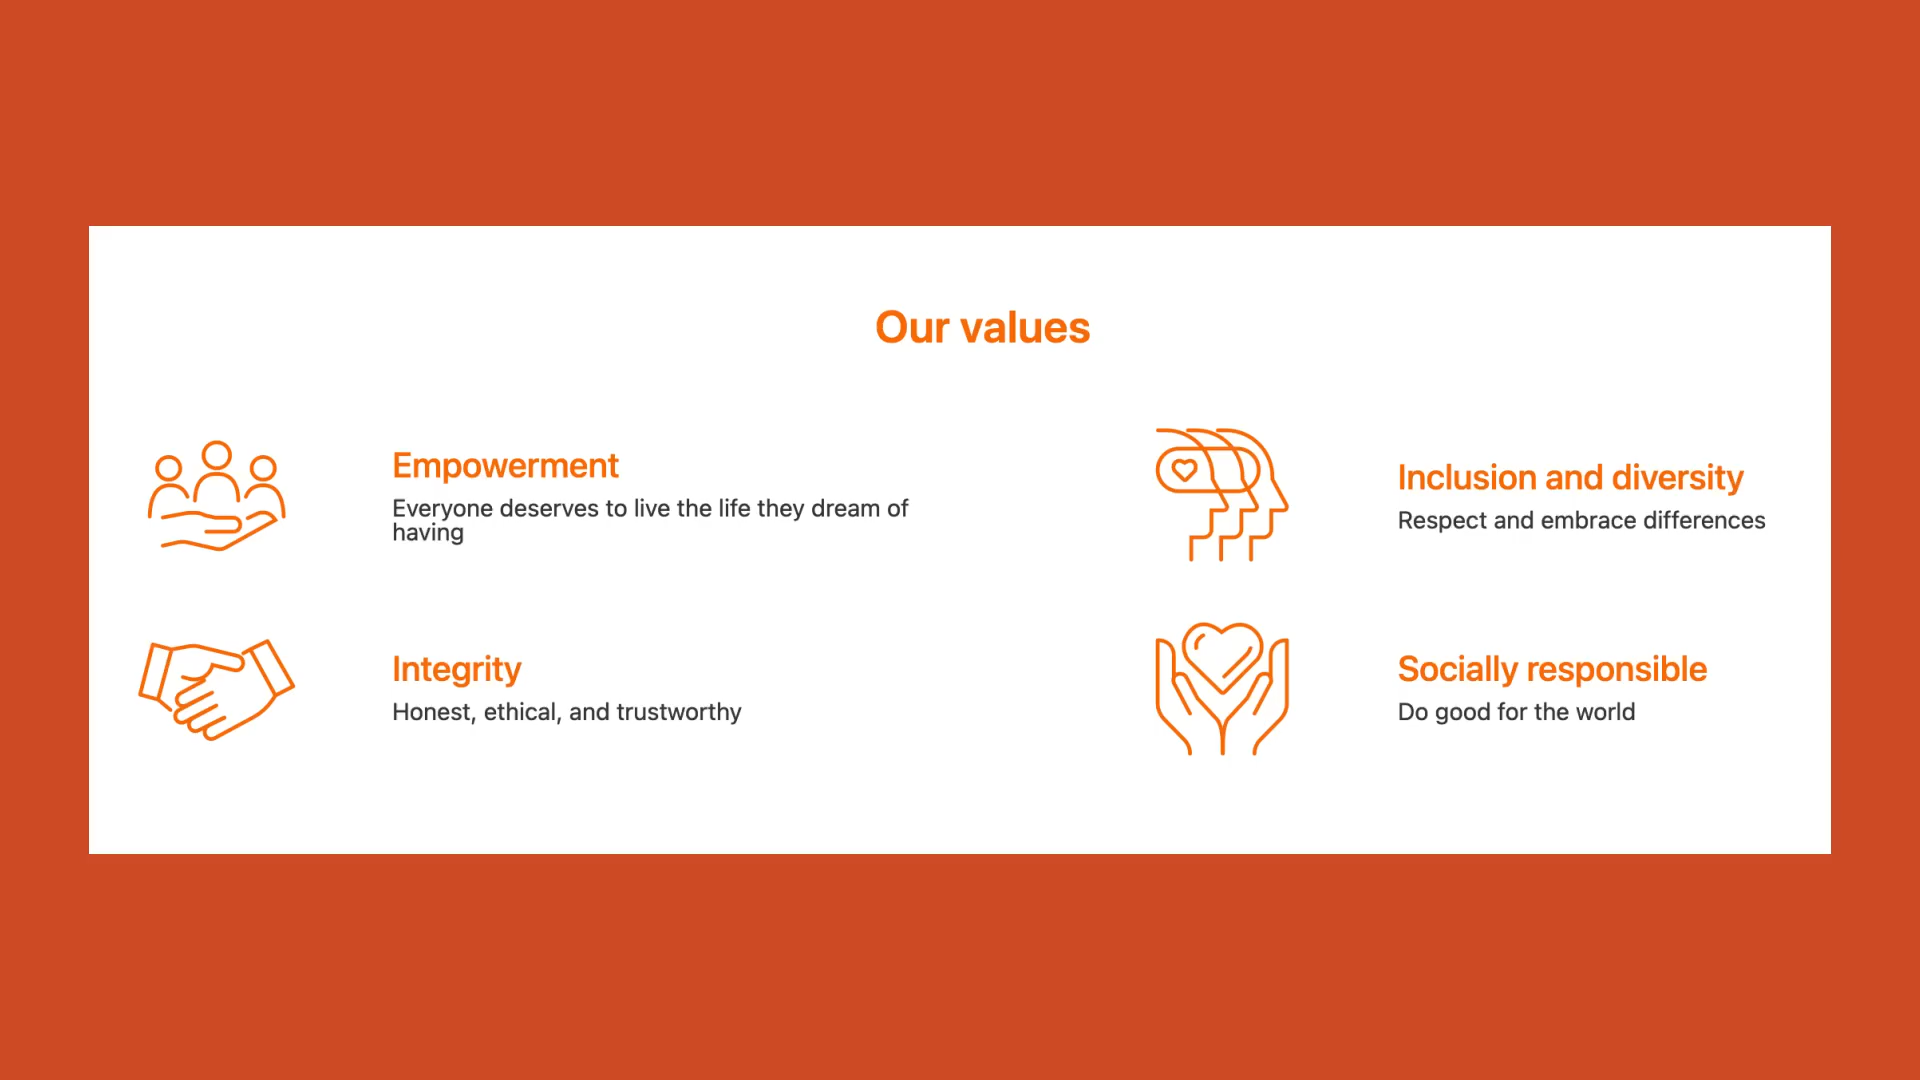 Our values
Empowerment
Everyone deserves to live the life they dream of
having
Inclusion and diversity
Respect and embrace differences
Integrity
Honest, ethical, and trustworthy
Socially responsible
Do good for the world